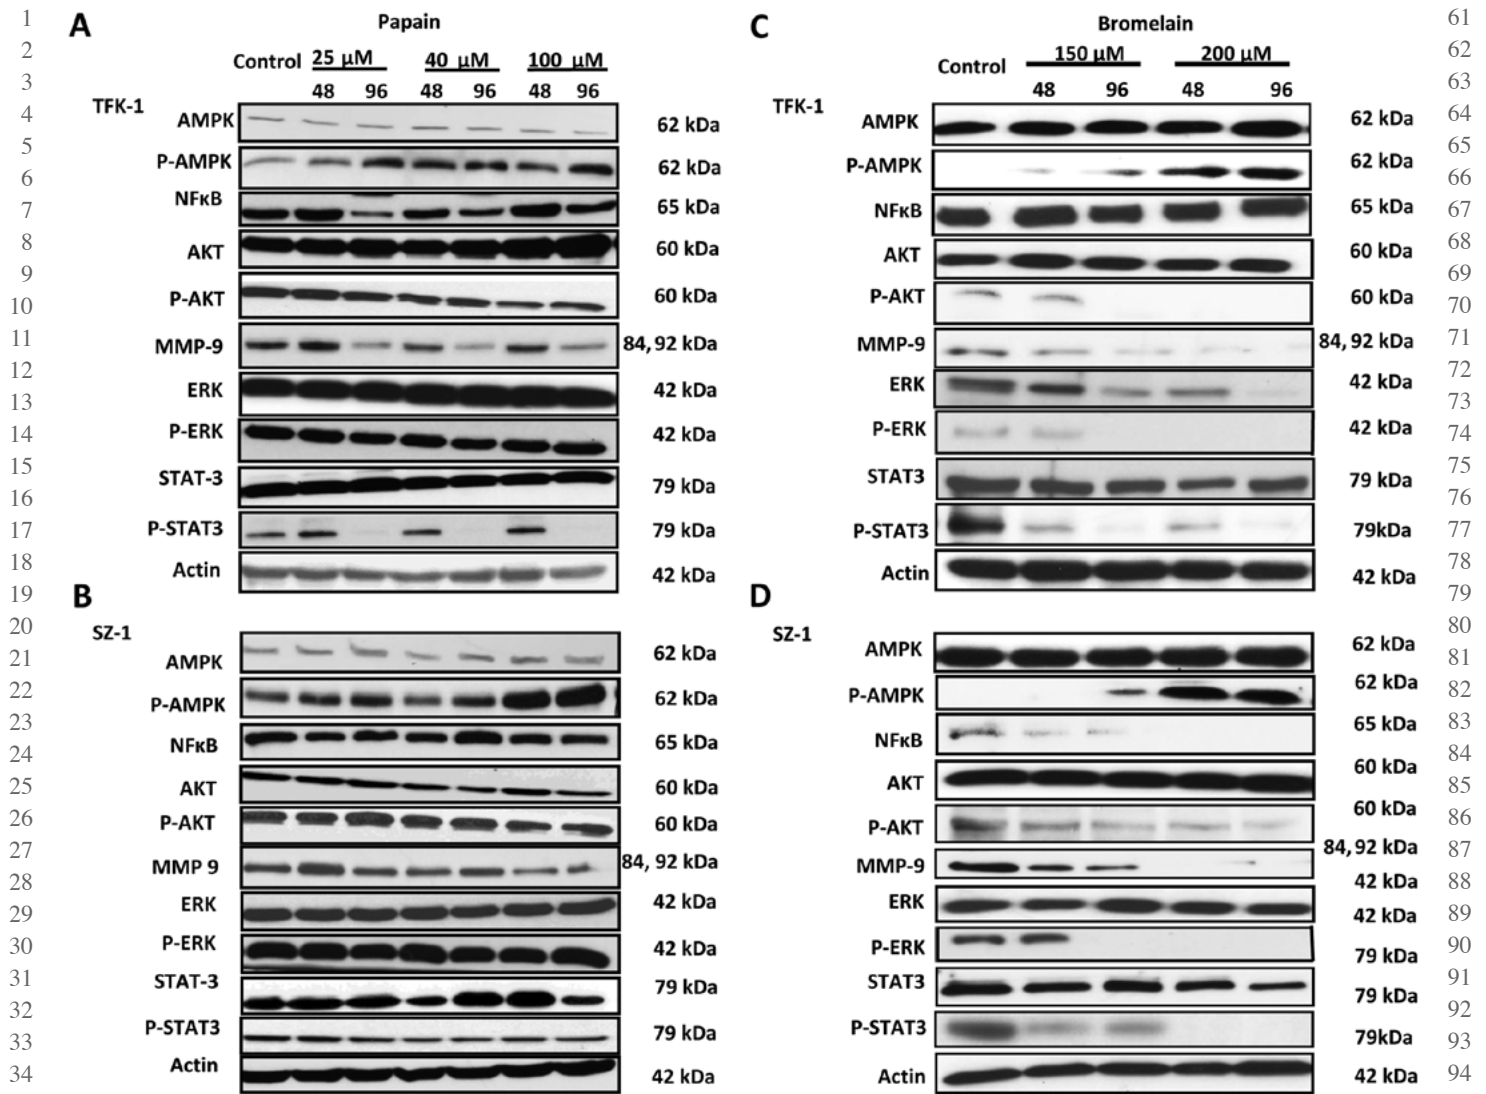 1
2
3
4
5
6
7
8
9
10
11
12
13
14
15
16
17
18
19
20
21
22
23
24
25
26
27
28
29
30
31
32
33
34
A
Papain
Control 25 μM 40 μM 100 μM
48 96 48 96 48 96
TFK-1
AMPK 62 kDa
P-AMPK 62 kDa
NFκB 65 kDa
AKT 60 kDa
P-AKT 60 kDa
MMP-9 84, 92 kDa
ERK 42 kDa
P-ERK 42 kDa
STAT-3 79 kDa
P-STAT3 79 kDa
Actin 42 kDa
B
SZ-1
AMPK 62 kDa
P-AMPK 62 kDa
NFκB 65 kDa
AKT 60 kDa
P-AKT 60 kDa
MMP 9 84, 92 kDa
ERK 42 kDa
P-ERK 42 kDa
STAT-3 79 kDa
P-STAT3 79 kDa
Actin 42 kDa
C
Bromelain
Control 150 μM 200 μM
48 96 48 96
TFK-1
AMPK 62 kDa
P-AMPK 62 kDa
NFκB 65 kDa
AKT 60 kDa
P-AKT 60 kDa
MMP-9 84, 92 kDa
ERK 42 kDa
P-ERK 42 kDa
STAT3 79 kDa
P-STAT3 79kDa
Actin 42 kDa
D
SZ-1
AMPK 62 kDa
P-AMPK 62 kDa
NFκB 65 kDa
AKT 60 kDa
P-AKT 60 kDa
MMP-9 84, 92 kDa
42 kDa
ERK 42 kDa
P-ERK 79 kDa
STAT3 79 kDa
P-STAT3 79kDa
Actin 42 kDa
61
62
63
64
65
66
67
68
69
70
71
72
73
74
75
76
77
78
79
80
81
82
83
84
85
86
87
88
89
90
91
92
93
94